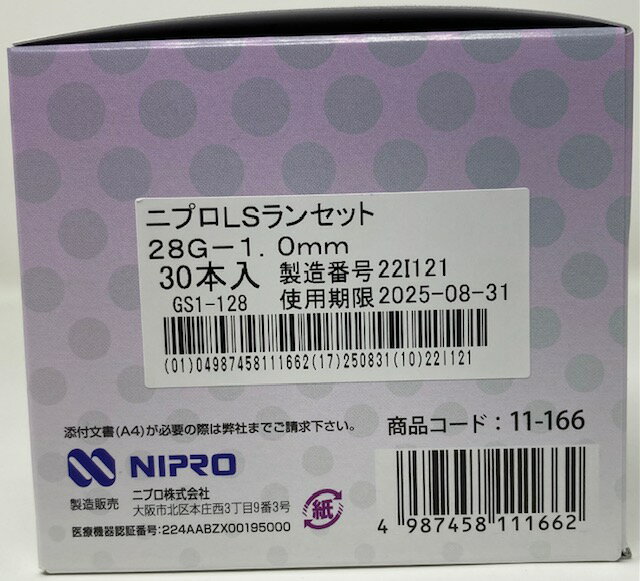 ニプロLSランセット
28G－1．0mm
30本入 製造番号22I121
GS1-128 使用期限2025-08-31
(01)04987458111662(17)250831(10)22I121
添付文書(A4)が必要の際は弊社までご請求下さい。
商品コード：11-166
NIPRO
製造販売 ニプロ株式会社
大阪市北区本庄西3丁目9番3号
医療機器認証番号:224AABZX00195000
紙
4 987458 111662